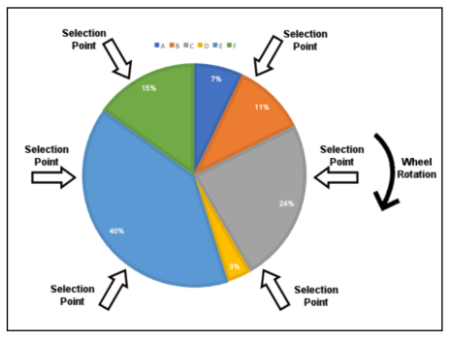 Selection
Point
A B C D E F
Selection
Point
15%
7%
11%
Selection
Point
Selection
Point
Wheel
Rotation
24%
40%
3%
Selection
Point
Selection
Point